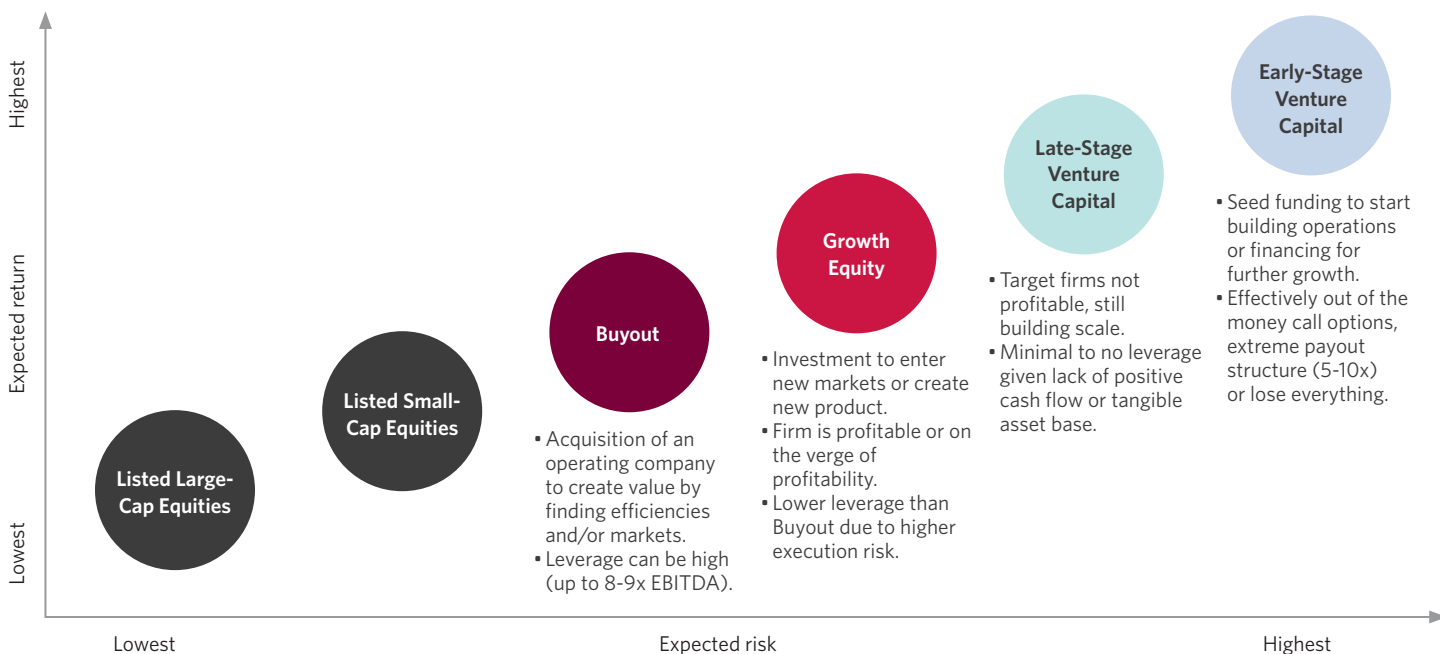 Highest
Expected return
Lowest
Listed Large-
Cap Equities
Listed Small-
Cap Equities
Buyout
▪ Acquisition of an
operating company
to create value by
finding efficiencies
and/or markets.
▪ Leverage can be high
(up to 8-9x EBITDA).
Growth
Equity
▪ Investment to enter
new markets or create
new product.
▪ Firm is profitable or on
the verge of
profitability.
▪ Lower leverage than
Buyout due to higher
execution risk.
Late-Stage
Venture
Capital
▪ Target firms not
profitable, still
building scale.
▪ Minimal to no leverage
given lack of positive
cash flow or tangible
asset base.
Early-Stage
Venture
Capital
▪ Seed funding to start
building operations
or financing for
further growth.
▪ Effectively out of the
money call options,
extreme payout
structure (5-10x)
or lose everything.
Lowest
Expected risk
Highest